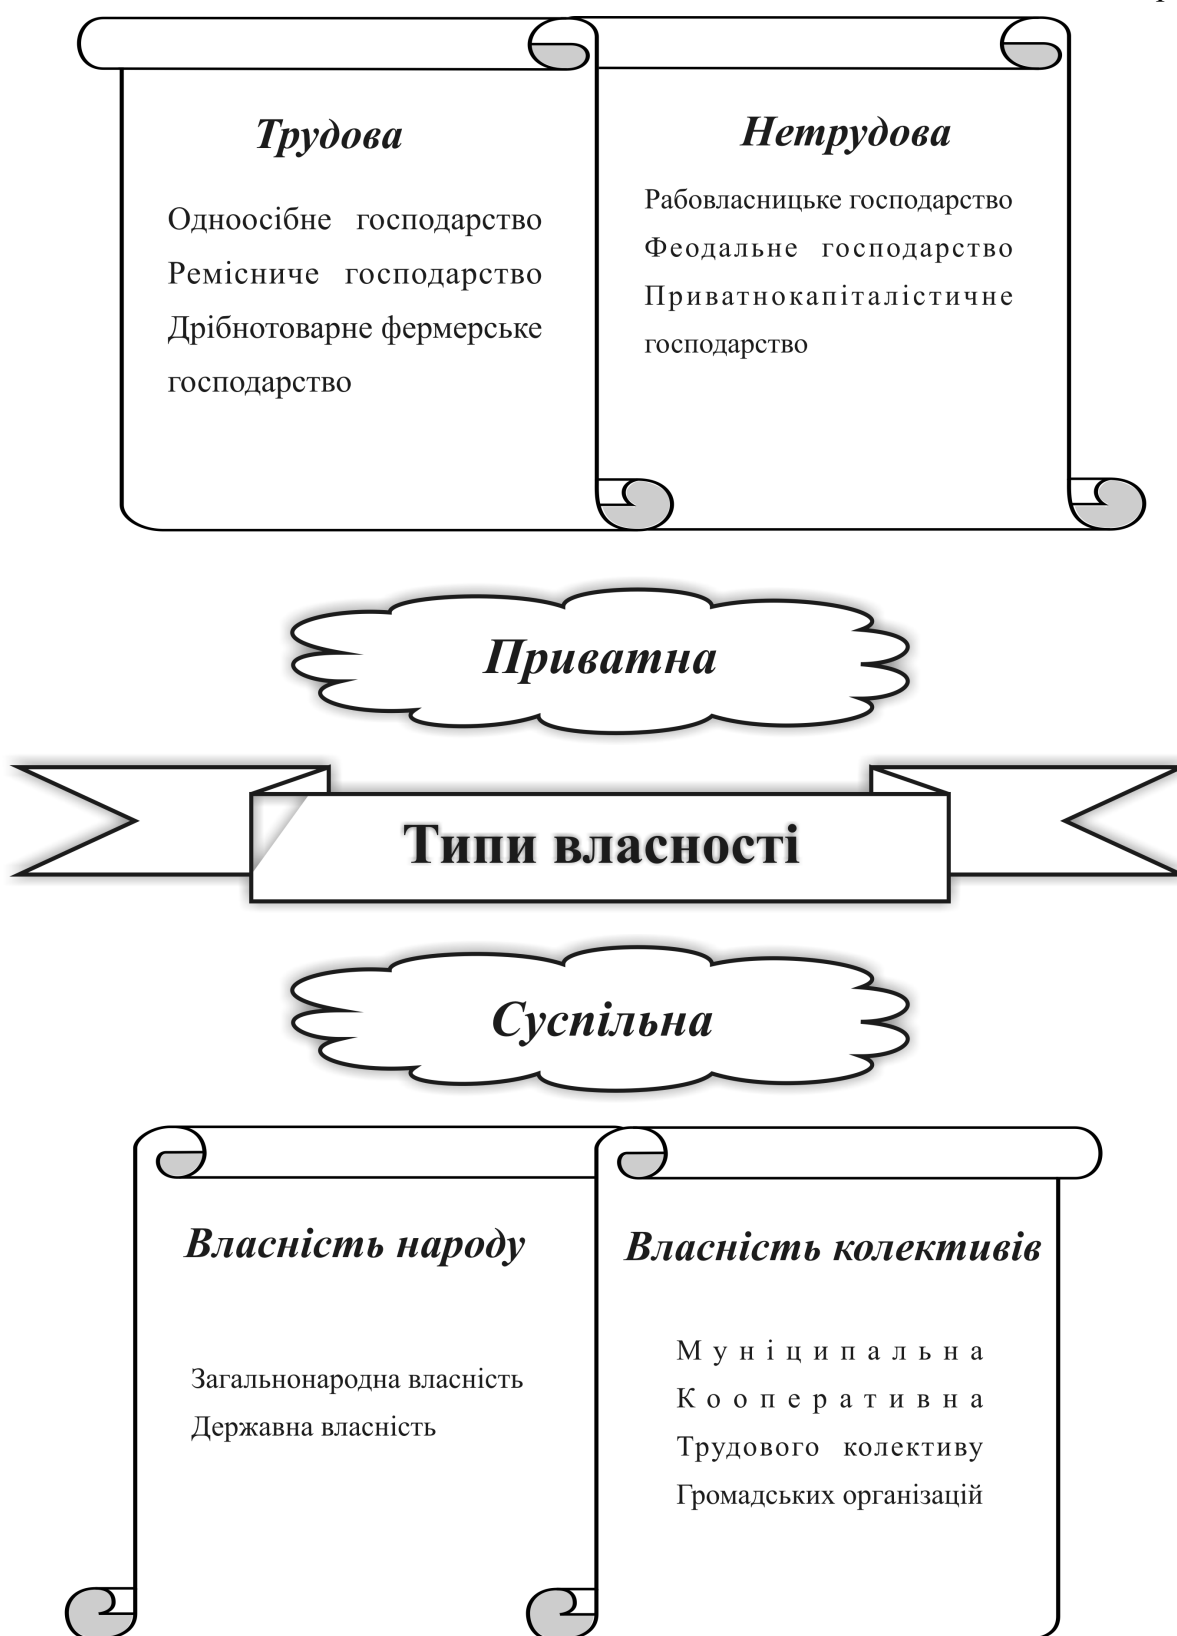 Трудова
Одноосібне господарство
Ремісниче господарство
Дрібнотоварне фермерське
господарство
Нетрудова
Рабовласницьке господарство
Феодальне господарство
Приватнокапіталістичне
господарство
Приватна
Типи власності
Суспільна
Власність народу
Загальнонародна власність
Державна власність
Власність колективів
Муніципальна
Кооперативна
Трудового колективу
Громадських організацій